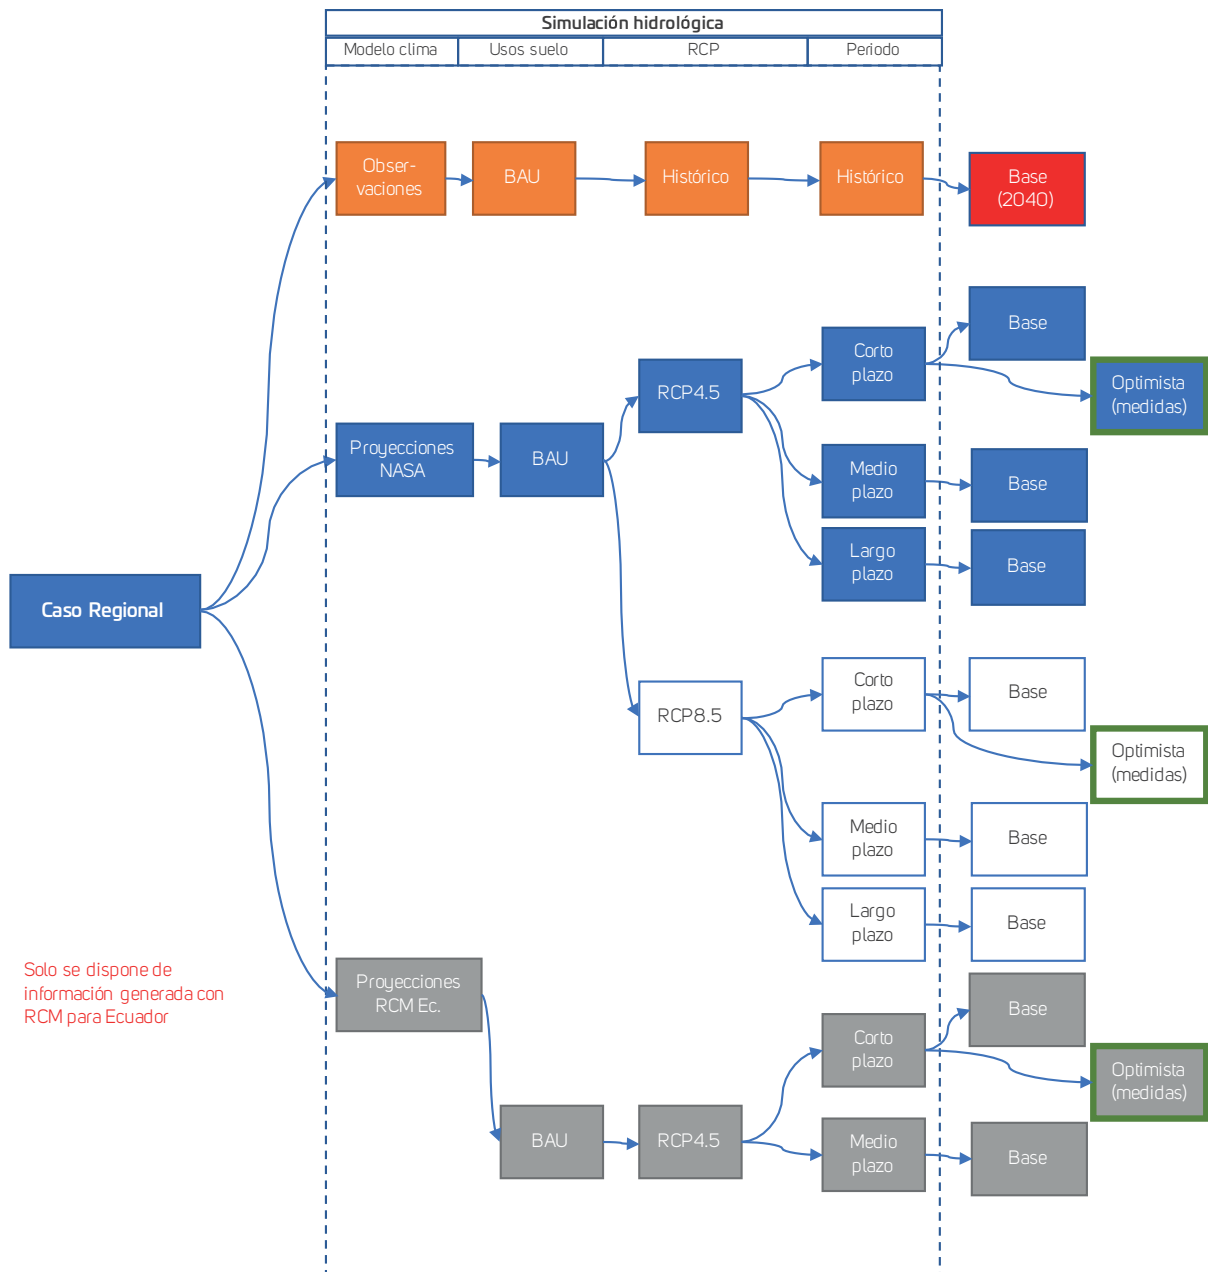 Simulación hidrológica
Modelo clima
Usos suelo
RCP
Periodo
Obser-
vaciones
BAU
Histórico
Histórico
Base
(2040)
Base
Corto
plazo
Optimista
(medidas)
RCP4.5
Proyecciones
NASA
BAU
Medio
plazo
Base
Largo
plazo
Base
Caso Regional
RCP8.5
Corto
plazo
Base
Optimista
(medidas)
Medio
plazo
Base
Largo
plazo
Base
Solo se dispone de
información generada con
RCM para Ecuador
Proyecciones
RCM Ec.
Base
Corto
plazo
Optimista
(medidas)
BAU
RCP4.5
Medio
plazo
Base